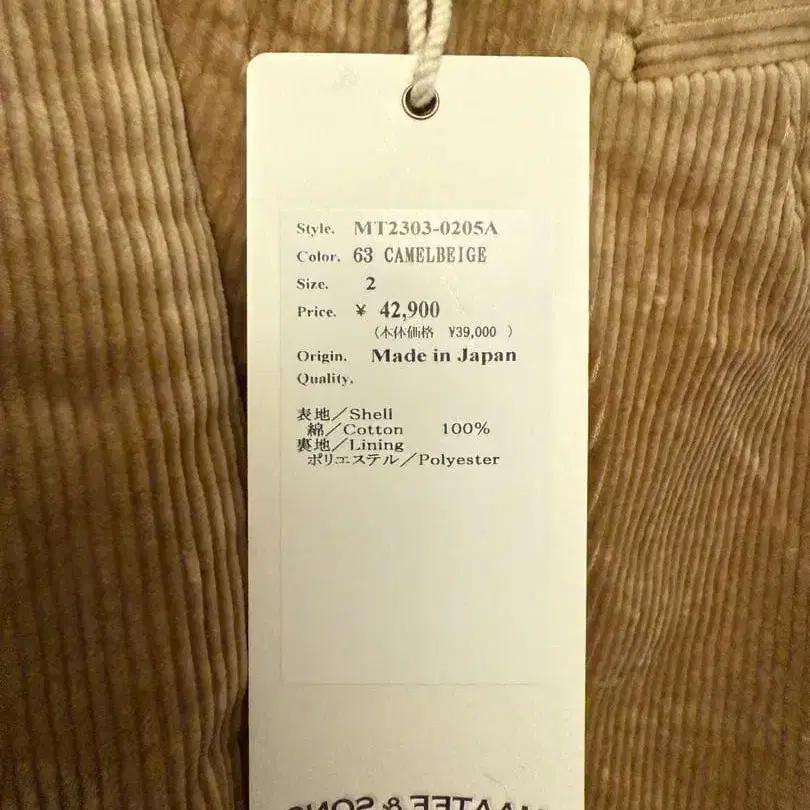 Style. MT2303-0205A
Color. 63 CAMELBEIGE
Size. 2
Price. ¥ 42,900
(本体価格 ¥39,000 )
Origin. Made in Japan
Quality.
表地／Shell
綿／Cotton 100%
裏地／Lining
ポリエステル／Polyester
MAATEE & SONS